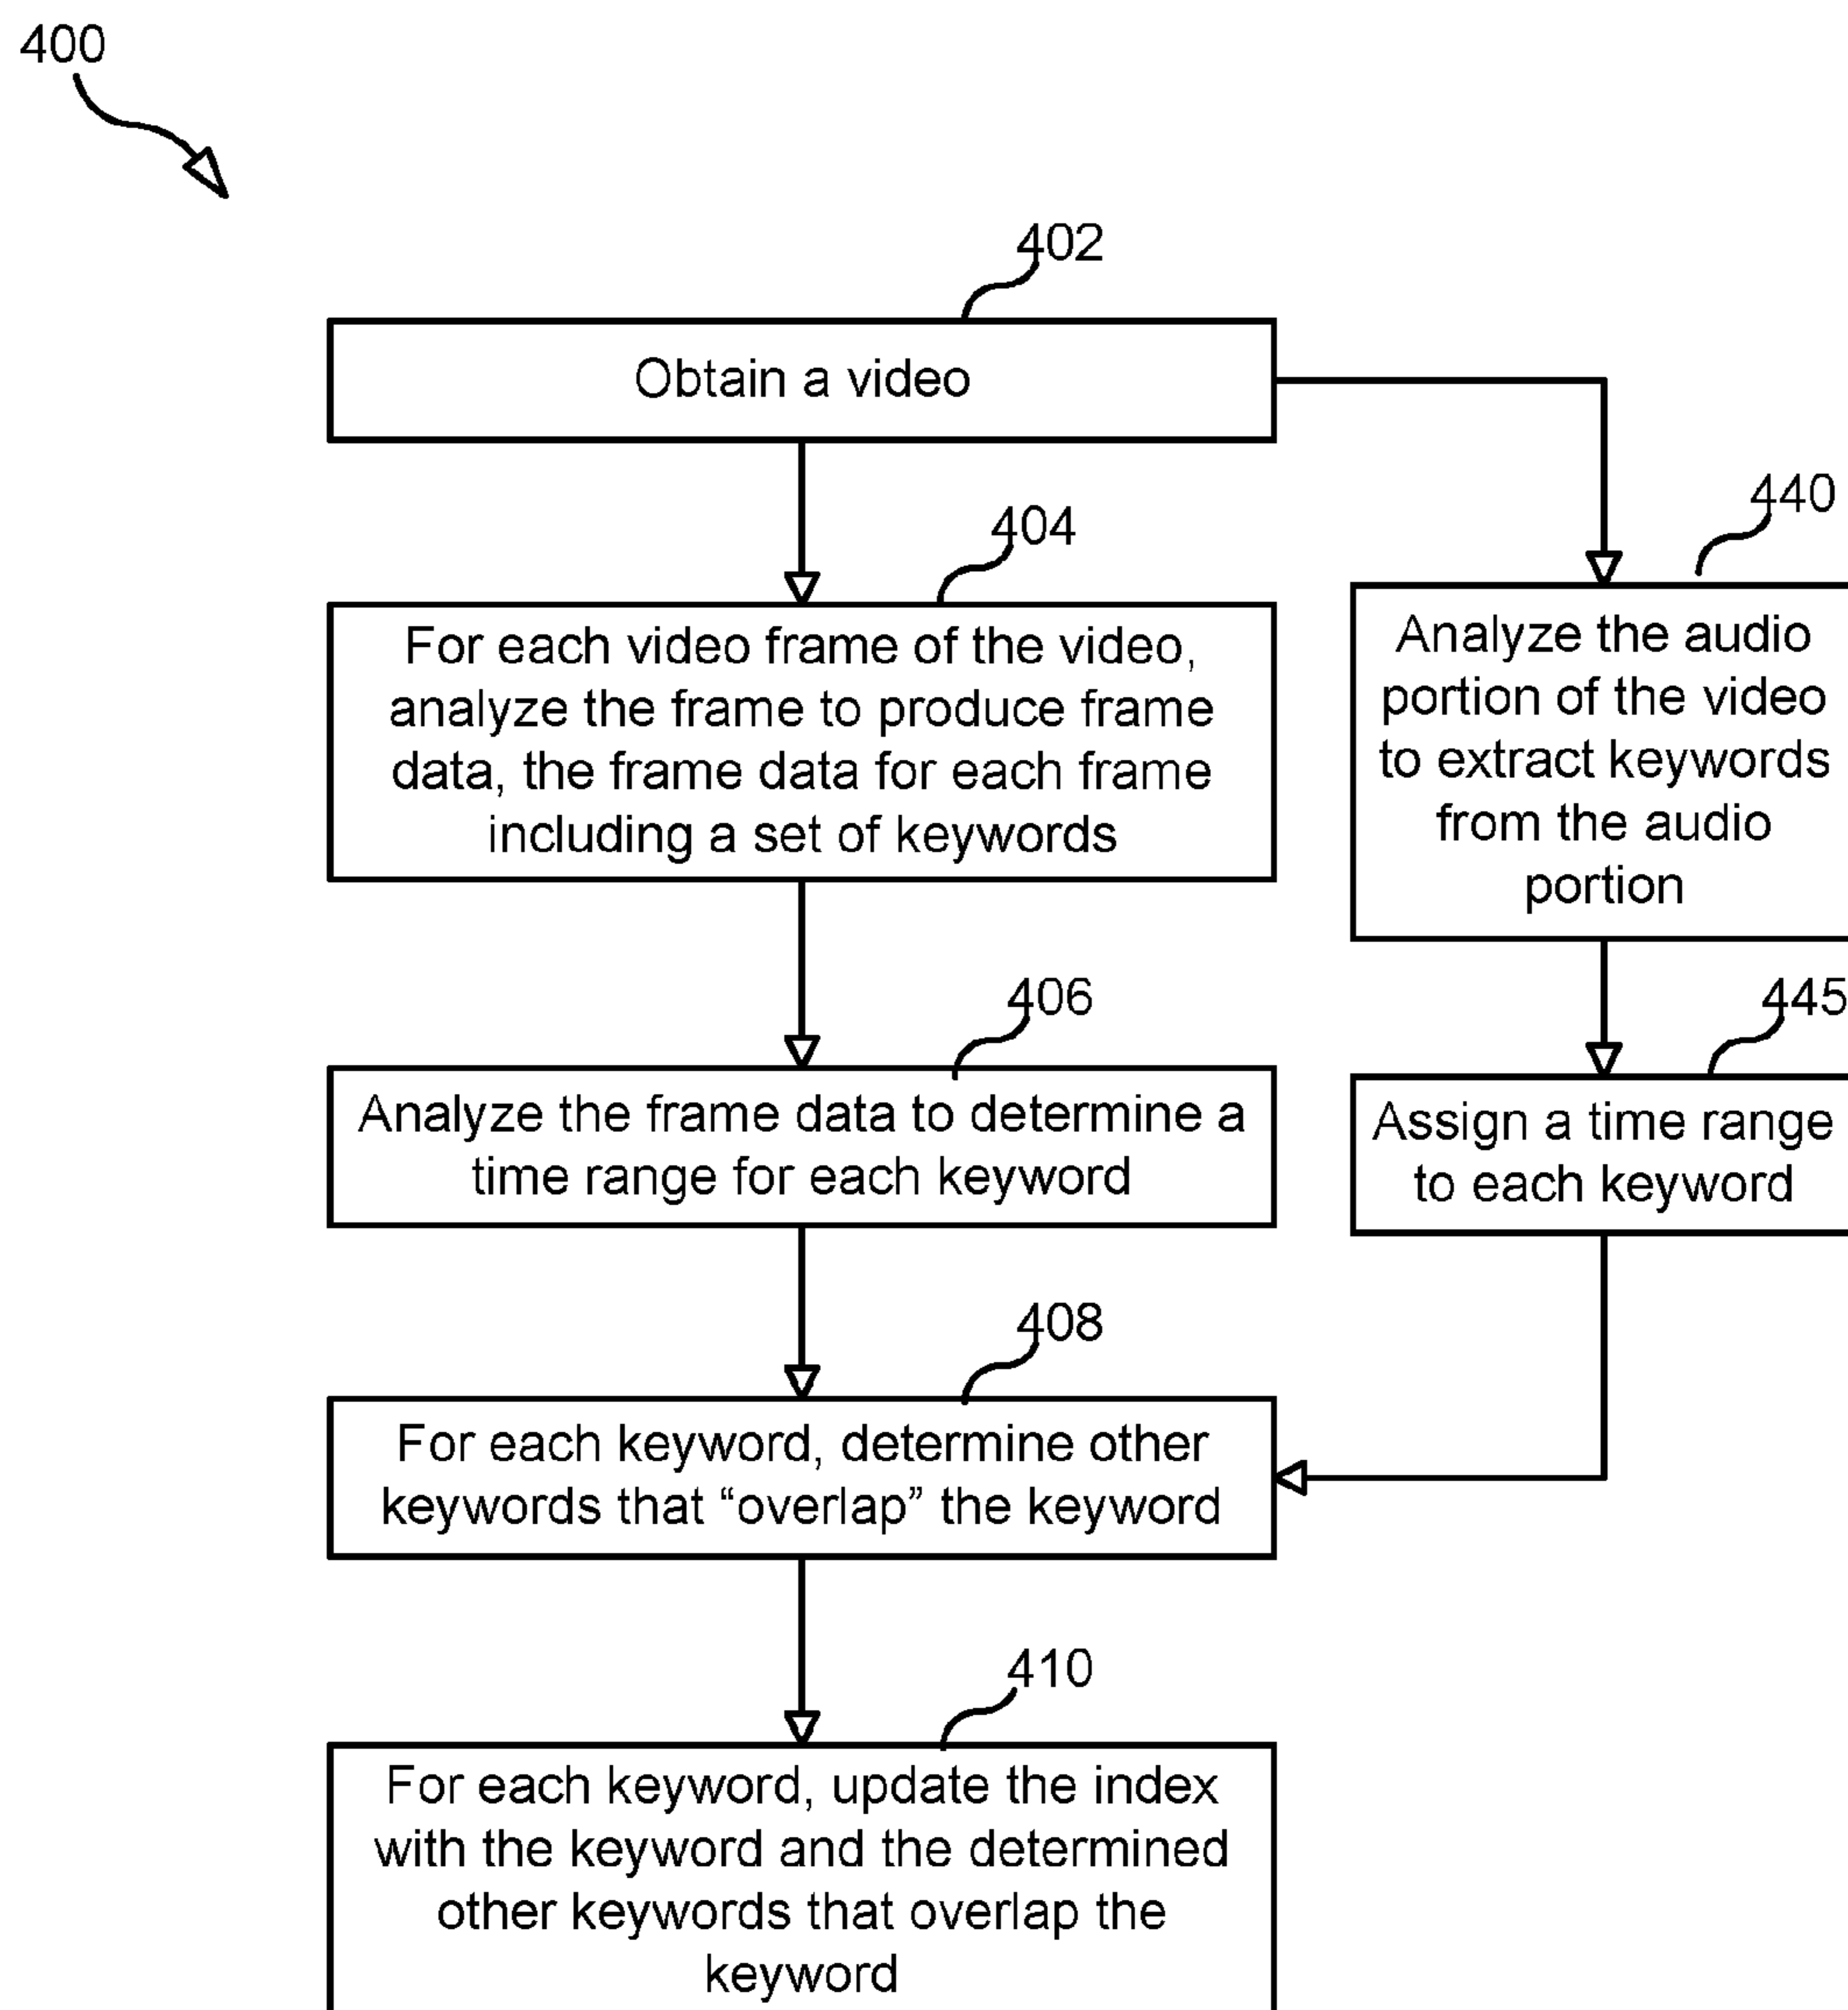 400
402
Obtain a video
404
For each video frame of the video,
analyze the frame to produce frame
data, the frame data for each frame
including a set of keywords
440
Analyze the audio
portion of the video
to extract keywords
from the audio
portion
406
Analyze the frame data to determine a
time range for each keyword
445
Assign a time range
to each keyword
408
For each keyword, determine other
keywords that “overlap” the keyword
410
For each keyword, update the index
with the keyword and the determined
other keywords that overlap the
keyword